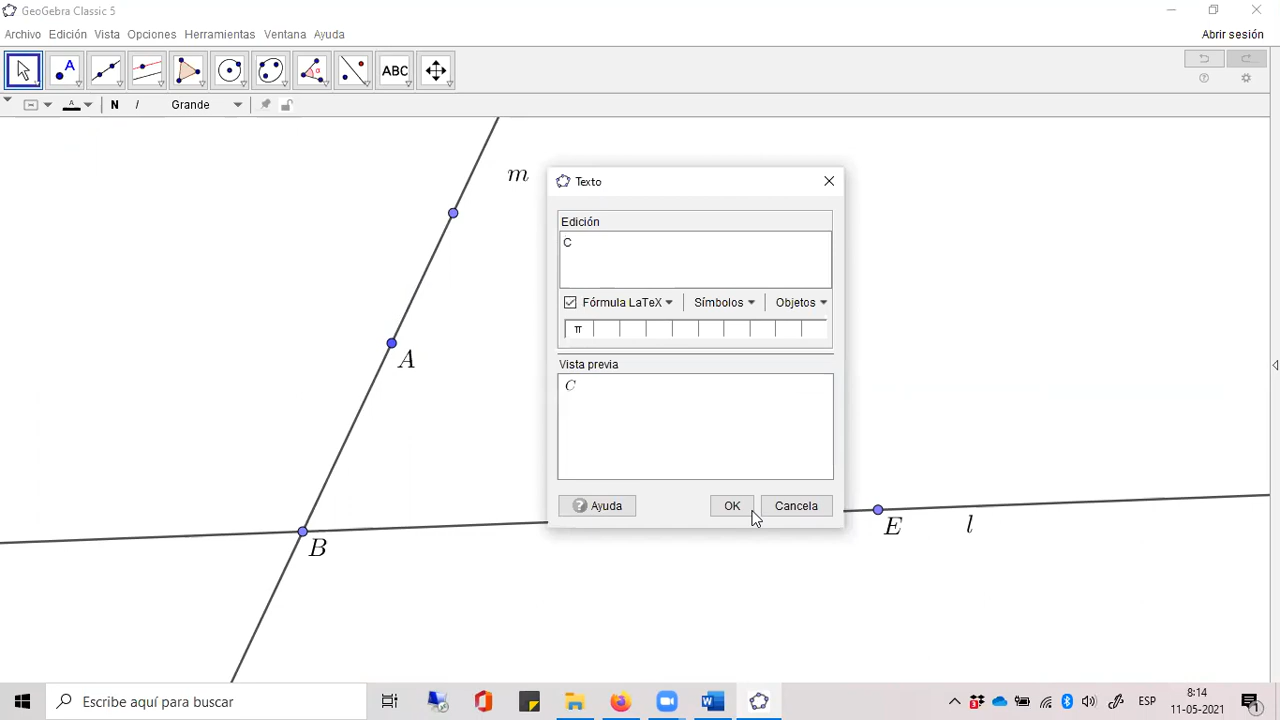 GeoGebra Classic 5
Archivo Edición Vista Opciones Herramientas Ventana Ayuda
Abrir sesión
A
ABC
A N I Grande
m
Texto
Edición
C
Fórmula LaTeX Símbolos Objetos
π
Vista previa
C
A
? Ayuda OK Cancela
E
l
B
Escribe aquí para buscar
ESP
8:14
11-05-2021
1